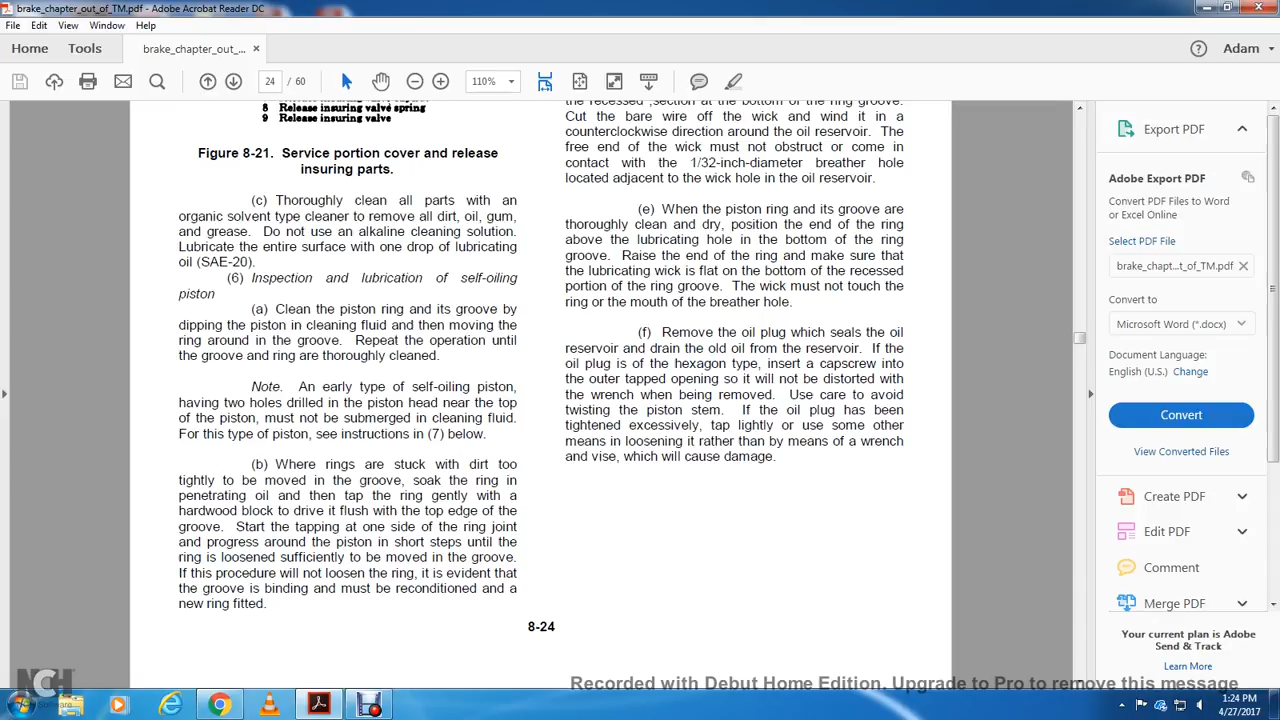 brake_chapter_out_of_TM.pdf - Adobe Acrobat Reader DC
File Edit View Window Help
Home Tools brake_chapter_out_... × Adam
24 / 60 110%
8 Release insuring valve spring
9 Release insuring valve
Figure 8-21. Service portion cover and release
insuring parts.
(c) Thoroughly clean all parts with an
organic solvent type cleaner to remove all dirt, oil, gum,
and grease. Do not use an alkaline cleaning solution.
Lubricate the entire surface with one drop of lubricating
oil (SAE-20).
(6) Inspection and lubrication of self-oiling
piston
(a) Clean the piston ring and its groove by
dipping the piston in cleaning fluid and then moving the
ring around in the groove. Repeat the operation until
the groove and ring are thoroughly cleaned.
Note. An early type of self-oiling piston,
having two holes drilled in the piston head near the top
of the piston, must not be submerged in cleaning fluid.
For this type of piston, see instructions in (7) below.
(b) Where rings are stuck with dirt too
tightly to be moved in the groove, soak the ring in
penetrating oil and then tap the ring gently with a
hardwood block to drive it flush with the top edge of the
groove. Start the tapping at one side of the ring joint
and progress around the piston in short steps until the
ring is loosened sufficiently to be moved in the groove.
If this procedure will not loosen the ring, it is evident that
the groove is binding and must be reconditioned and a
new ring fitted.
the recessed ,section at the bottom of the ring groove.
Cut the bare wire off the wick and wind it in a
counterclockwise direction around the oil reservoir. The
free end of the wick must not obstruct or come in
contact with the 1/32-inch-diameter breather hole
located adjacent to the wick hole in the oil reservoir.
(e) When the piston ring and its groove are
thoroughly clean and dry, position the end of the ring
above the lubricating hole in the bottom of the ring
groove. Raise the end of the ring and make sure that
the lubricating wick is flat on the bottom of the recessed
portion of the ring groove. The wick must not touch the
ring or the mouth of the breather hole.
(f) Remove the oil plug which seals the oil
reservoir and drain the old oil from the reservoir. If the
oil plug is of the hexagon type, insert a capscrew into
the outer tapped opening so it will not be distorted with
the wrench when being removed. Use care to avoid
twisting the piston stem. If the oil plug has been
tightened excessively, tap lightly or use some other
means in loosening it rather than by means of a wrench
and vise, which will cause damage.
8-24
Export PDF
Adobe Export PDF
Convert PDF Files to Word
or Excel Online
Select PDF File
brake_chapt...t_of_TM.pdf
Convert to
Microsoft Word (*.docx)
Document Language:
English (U.S.) Change
Convert
View Converted Files
Create PDF
Edit PDF
Comment
Merge PDF
Your current plan is Adobe
Send & Track
Learn More
NCH
Software
Recorded with Debut Home Edition. Upgrade to Pro to remove this message
1:24 PM
4/27/2017